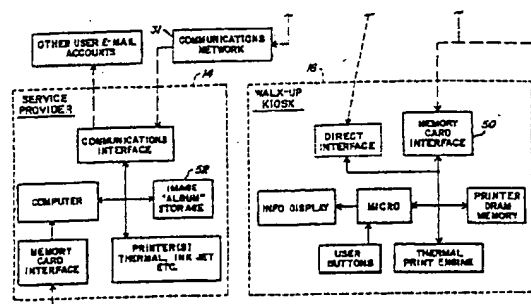 31
COMMUNICATIONS
NETWORK
OTHER USER E-MAIL
ACCOUNTS
14
SERVICE
PROVIDER
COMMUNICATIONS
INTERFACE
52
COMPUTER
IMAGE
"ALBUM"
STORAGE
MEMORY
CARD
INTERFACE
PRINTER(S)
THERMAL, INK JET
ETC.
16
WALK-UP
KIOSK
DIRECT
INTERFACE
MEMORY
CARD
INTERFACE
50
INFO DISPLAY
MICRO
PRINTER
DRAM
MEMORY
USER
BUTTONS
THERMAL
PRINT ENGINE